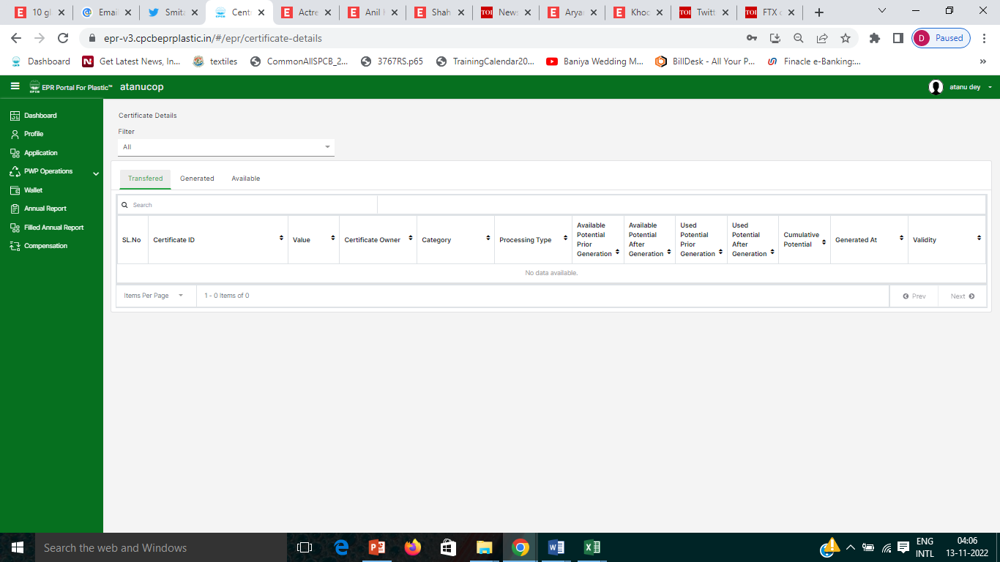 10 gl
Email
Smita
Cent
Actre
Anil
Shah
News
Arya
Khoc
Twitt
FTX
epr-v3.cpcbeprplastic.in/#/epr/certificate-details
D Paused
Dashboard
Get Latest News, In...
textiles
CommonAllSPCB_2...
3767RS.p65
TrainingCalendar20...
Baniya Wedding M...
BillDesk - All Your P...
Finacle e-Banking:...
»
EPR Portal For Plastic™ atanucop
atanu dey
Dashboard
Profile
Application
PWP Operations
Wallet
Annual Report
Filled Annual Report
Compensation
Certificate Details
Filter
All
Transfered Generated Available
Search
SL.No
Certificate ID
Value
Certificate Owner
Category
Processing Type
Available
Potential
Prior
Generation
Available
Potential
After
Generation
Used
Potential
Prior
Generation
Used
Potential
After
Generation
Cumulative
Potential
Generated At
Validity
No data available.
Items Per Page
1 - 0 Items of 0
Prev
Next
Search the web and Windows
ENG
INTL
04:06
13-11-2022